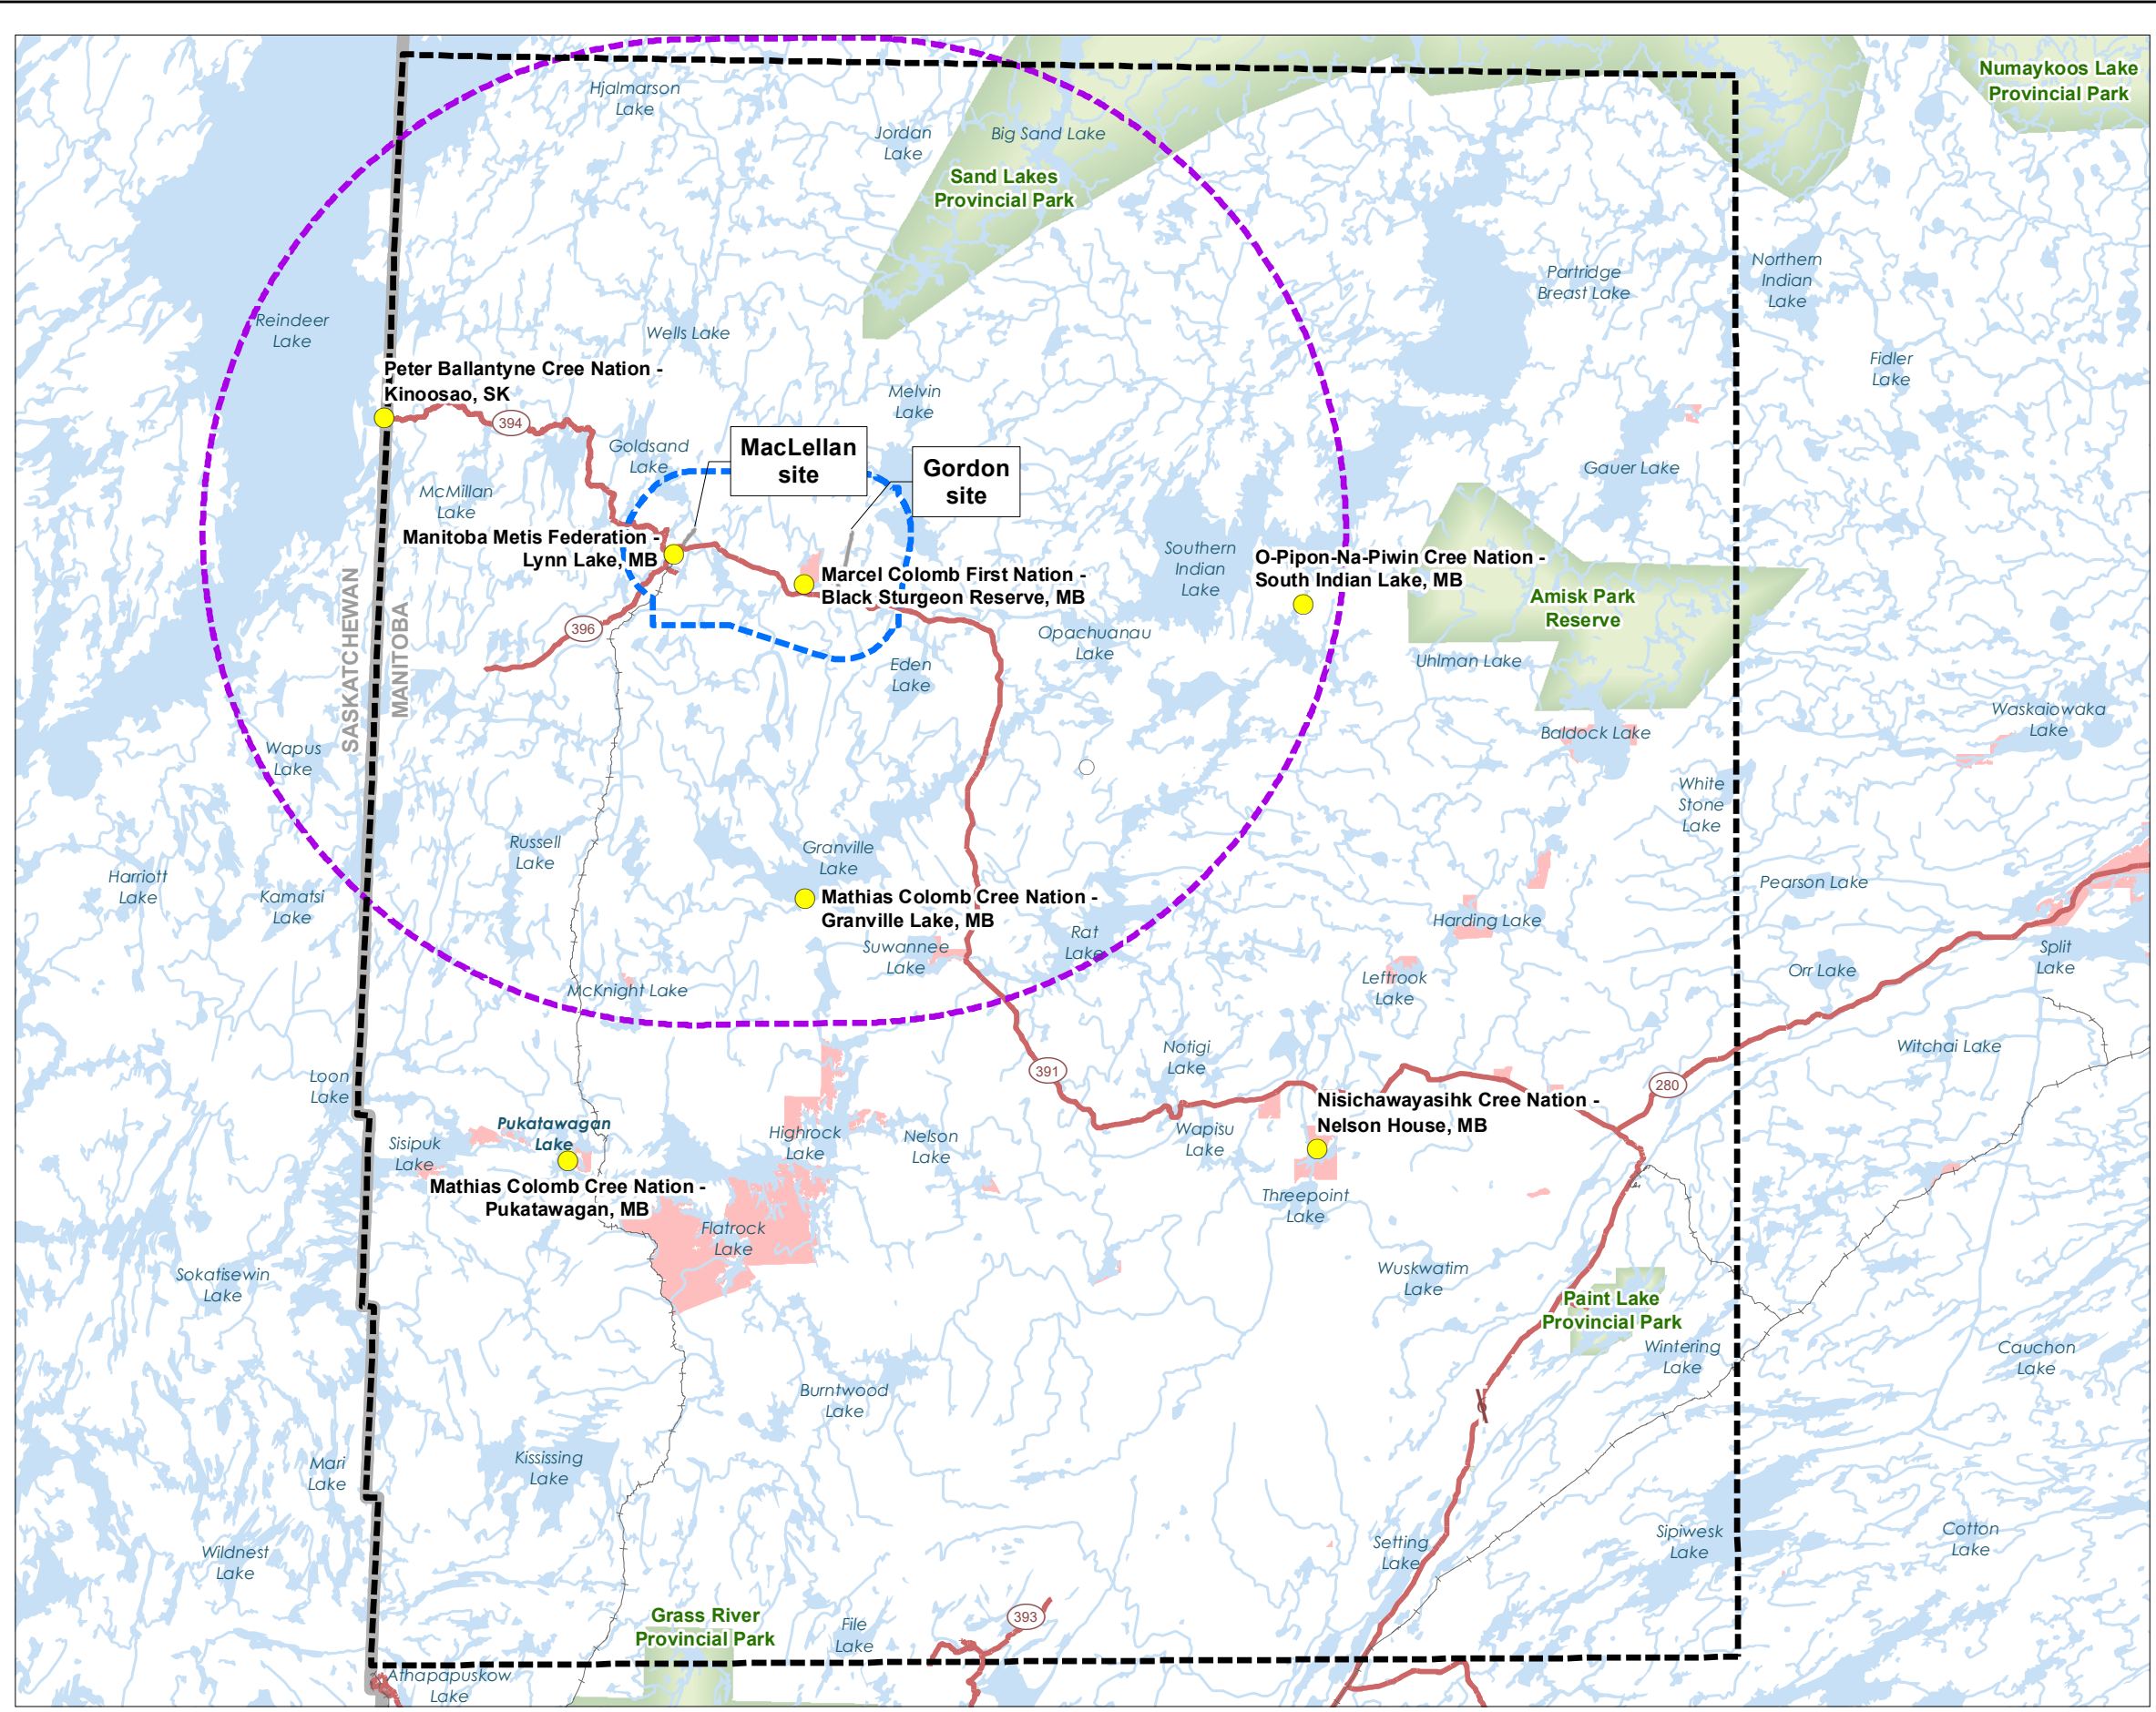 Numaykoos Lake
Provincial Park
Hjalmarson
Lake
Jordan
Lake
Big Sand Lake
Sand Lakes
Provincial Park
Partridge
Breast Lake
Northern
Indian
Lake
Reindeer
Lake
Wells Lake
Fidler
Lake
Peter Ballantyne Cree Nation -
Kinoosao, SK
394
Melvin
Lake
Goldsand
Lake
MacLellan
site
Gordon
site
Gauer Lake
McMillan
Lake
Manitoba Metis Federation -
Lynn Lake, MB
Southern
Indian
Lake
O-Pipon-Na-Piwin Cree Nation -
South Indian Lake, MB
Marcel Colomb First Nation -
Black Sturgeon Reserve, MB
Amisk Park
Reserve
SASKATCHEWAN
MANITOBA
396
Opachuanau
Lake
Uhlman Lake
Eden
Lake
Waskaiowaka
Lake
Baldock Lake
Wapus
Lake
White
Stone
Lake
Russell
Lake
Granville
Lake
Harriott
Lake
Kamatsi
Lake
Pearson Lake
Mathias Colomb Cree Nation -
Granville Lake, MB
Harding Lake
Suwannee
Lake
Rat
Lake
Split
Lake
Orr Lake
Leftrook
Lake
McKnight Lake
Notigi
Lake
Witchai Lake
391
280
Loon
Lake
Nisichawayasihk Cree Nation -
Nelson House, MB
Pukatawagan
Lake
Sisipuk
Lake
Highrock
Lake
Nelson
Lake
Wapisu
Lake
Mathias Colomb Cree Nation -
Pukatawagan, MB
Threepoint
Lake
Flatrock
Lake
Sokatisewin
Lake
Wuskwatim
Lake
Paint Lake
Provincial Park
Wintering
Lake
Cauchon
Lake
Burntwood
Lake
6
Kississing
Lake
Mari
Lake
Wildnest
Lake
Setting
Lake
Sipiwesk
Lake
Cotton
Lake
Grass River
Provincial Park
File
Lake
393
Athapapuskow
Lake